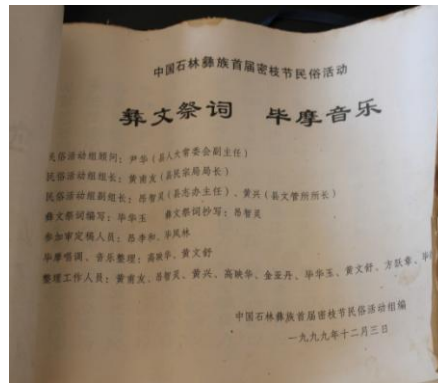 中国石林彝族首届密枝节民俗活动
彝文祭词 毕摩音乐
民俗活动组顾问：尹华（县人大常委会副主任）
民俗活动组组长：黄南友（县民宗局局长）
民俗活动组副组长：昂智灵（县志办主任）、黄兴（县文管所所长）
彝文祭词编写：毕华玉 彝文祭词抄写：昂智灵
参加审定稿人员：昂李和、毕凤林
毕摩唱调、音乐整理：高映华、黄文舒
整理工作人员：黄南友、昂智灵、黄兴、高映华、金亚丹、毕华玉、黄文舒、方跃章、
中国石林彝族首届密枝节民俗活动组编
一九九九年十二月三日